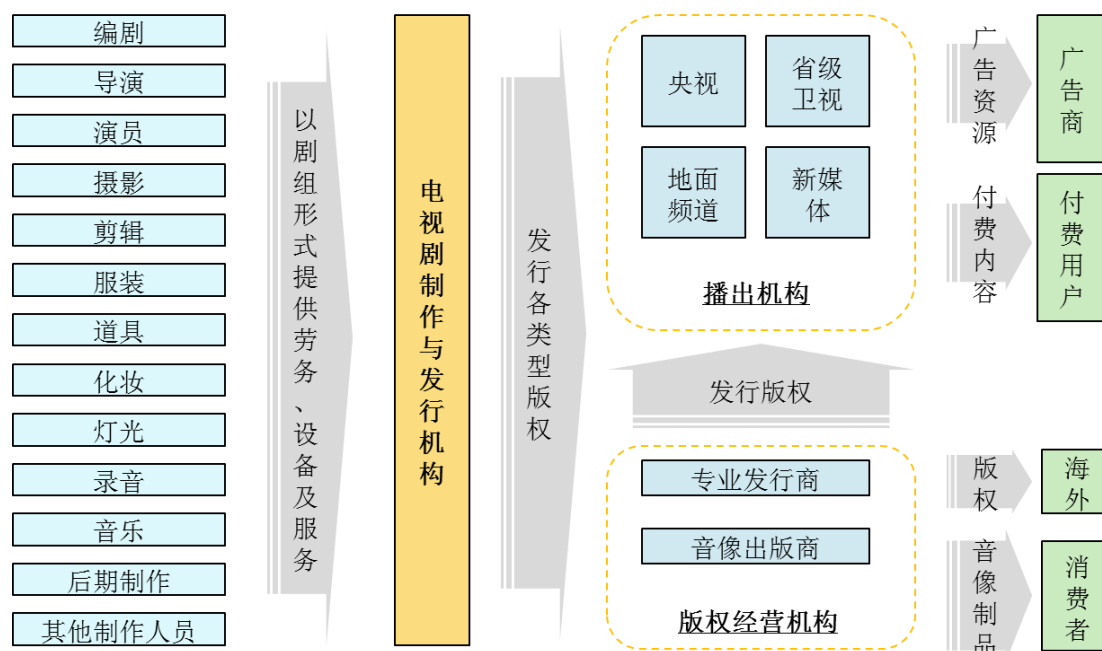 编剧
导演
演员
摄影
剪辑
服装
道具
化妆
灯光
录音
音乐
后期制作
其他制作人员
以剧组形式提供劳务、设备及服务
电视剧制作与发行机构
发行各类型版权
央视
省级
卫视
地面
频道
新媒
体
播出机构
发行版权
专业发行商
音像出版商
版权经营机构
广告资源
广告商
付费内容
付费用户
版权
海外
音像制品
消费者